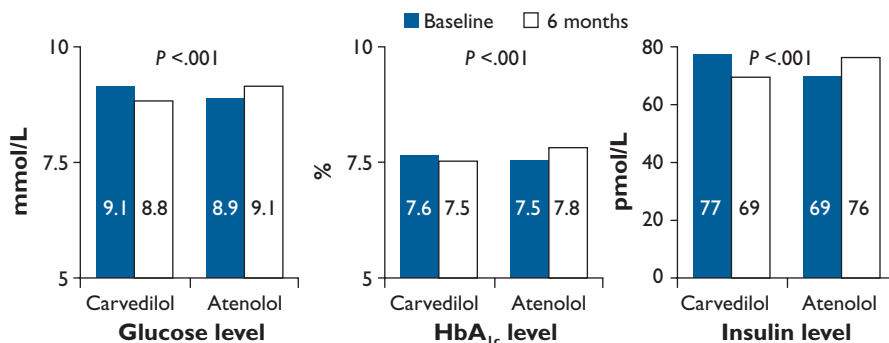 Baseline 6 months
10
7.5
5
mmol/L
P <.001
9.1 8.8 8.9 9.1
Carvedilol Atenolol
Glucose level
10
7.5
5
%
P <.001
7.6 7.5 7.5 7.8
Carvedilol Atenolol
HbA1c level
80
60
40
20
0
pmol/L
P <.001
77 69 69 76
Carvedilol Atenolol
Insulin level